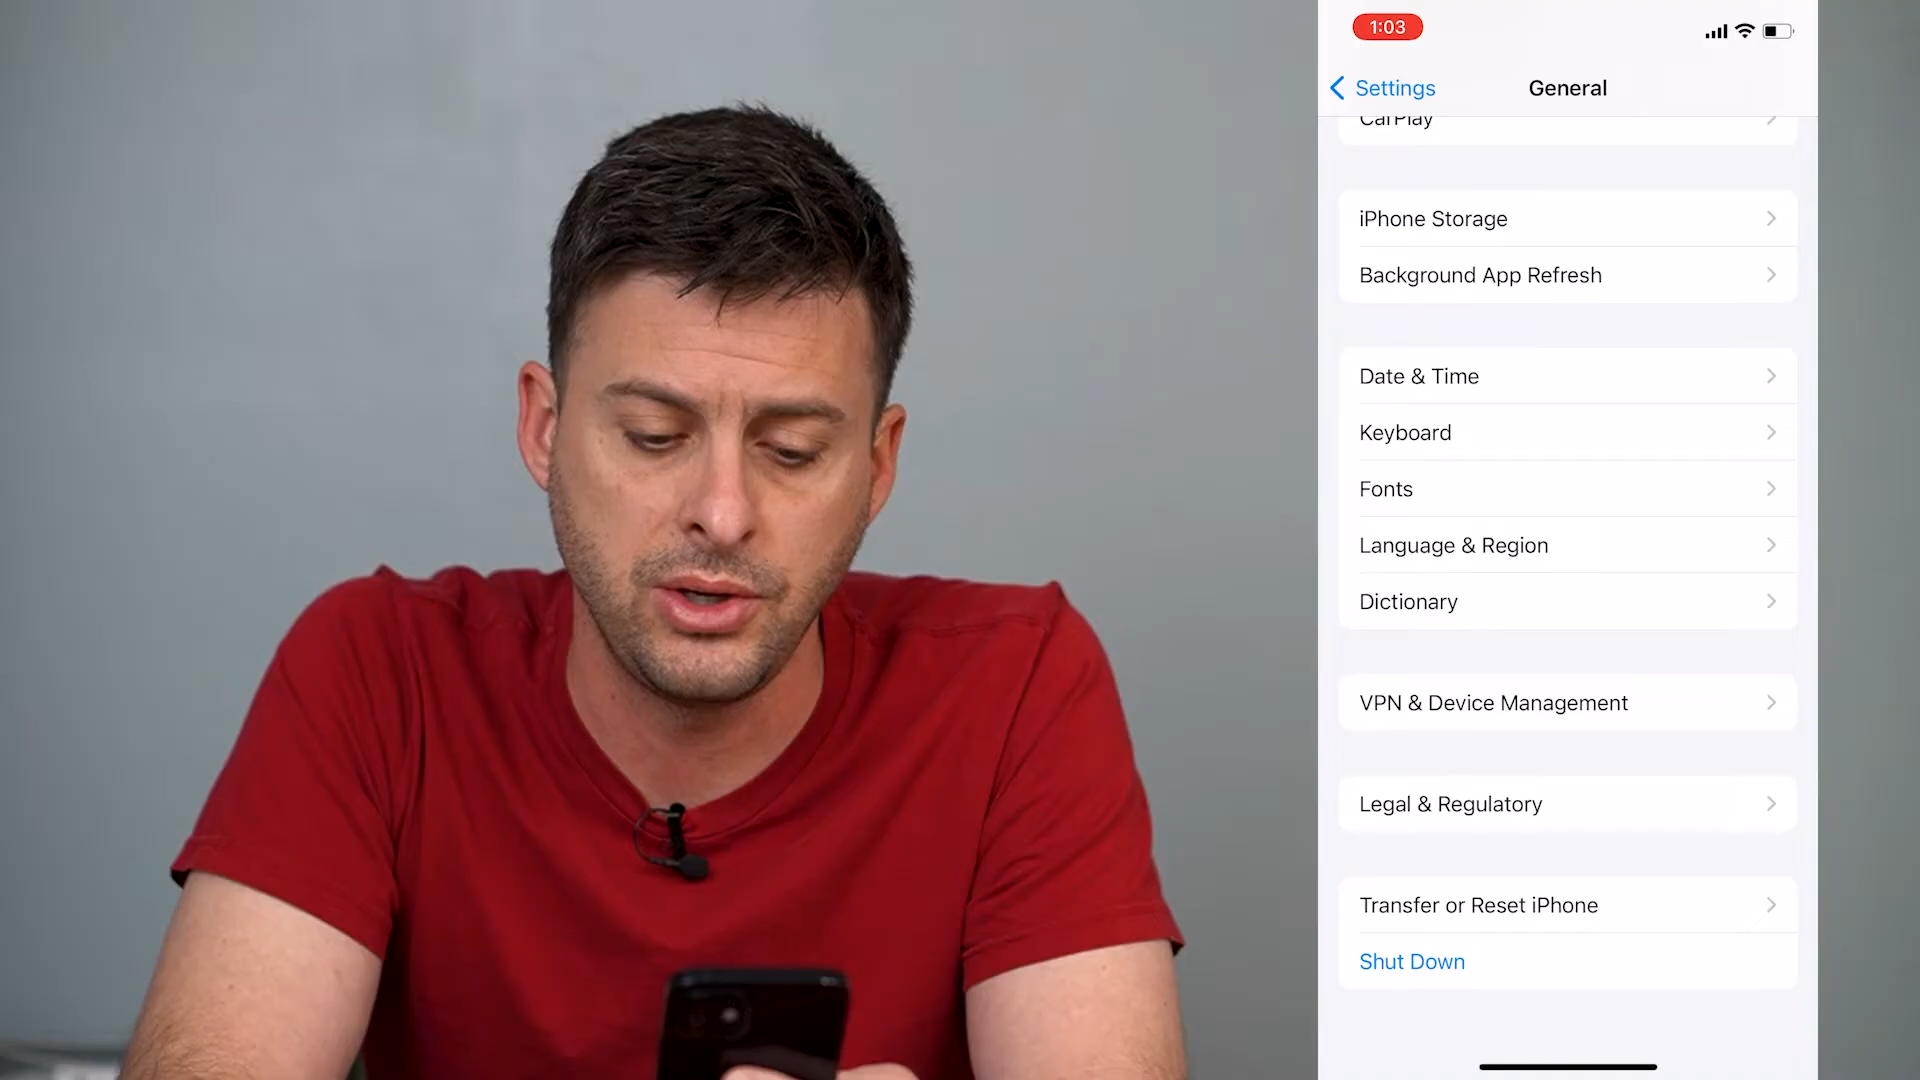 1:03
Settings
General
CarPlay
iPhone Storage
Background App Refresh
Date & Time
Keyboard
Fonts
Language & Region
Dictionary
VPN & Device Management
Legal & Regulatory
Transfer or Reset iPhone
Shut Down